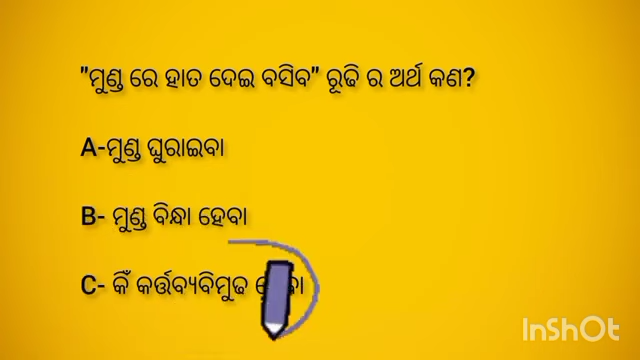 "ମୁଣ୍ଡ ରେ ହାତ ଦେଇ ବସିବ" ରୂଢି ର ଅର୍ଥ କଣ?
A-ମୁଣ୍ଡ ଘୁରାଇବା
B- ମୁଣ୍ଡ ବିନ୍ଧା ହେବା
C- କିଁ କର୍ତ୍ତବ୍ୟବିମୁଢ
InShOt